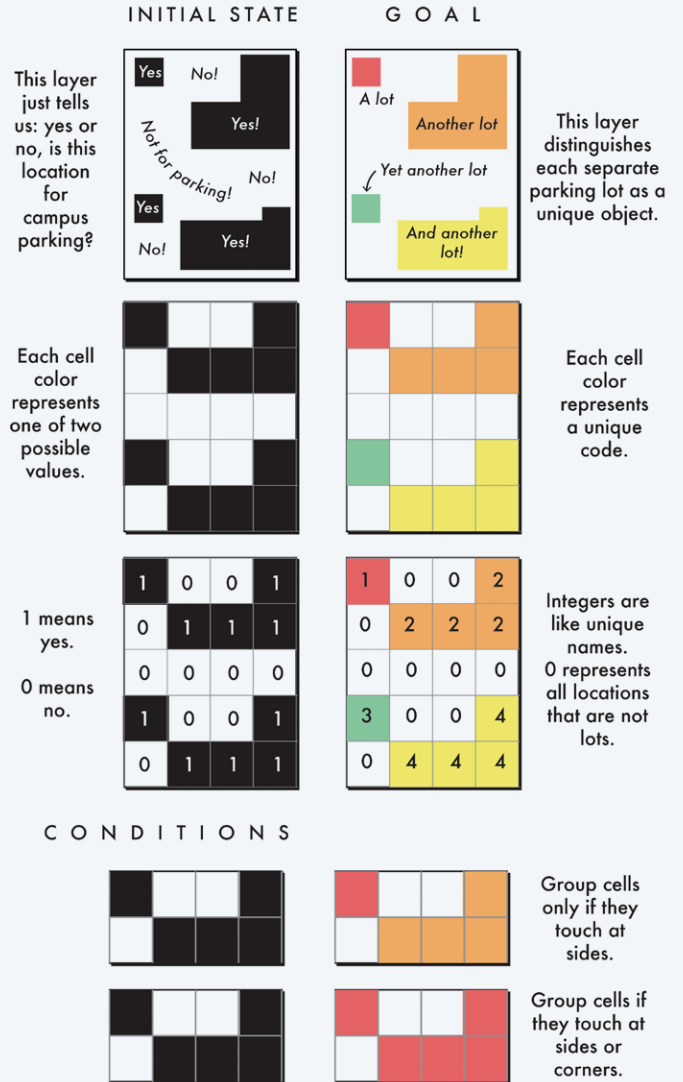 INITIAL STATE
GOAL
This layer
just tells
us: yes or
no, is this
location
for
campus
parking?
Yes
No!
Yes!
Not for parking!
No!
Yes
No!
Yes!
A lot
Another lot
Yet another lot
And another
lot!
This layer
distinguishes
each separate
parking lot as a
unique object.
Each cell
color
represents
one of two
possible
values.
Each cell
color
represents
a unique
code.
1 means
yes.
0 means
no.
1 0 0 1
0 1 1 1
0 0 0 0
1 0 0 1
0 1 1 1
1 0 0 2
0 2 2 2
0 0 0 0
3 0 0 4
0 4 4 4
Integers are
like unique
names.
0 represents
all locations
that are not
lots.
CONDITIONS
Group cells
only if they
touch at
sides.
Group cells if
they touch at
sides or
corners.